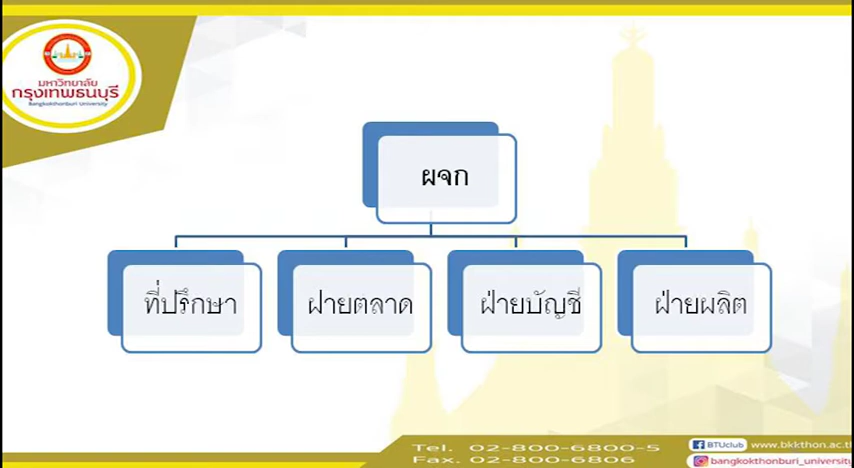 มหาวิทยาลัย
กรุงเทพธนบุรี
Bangkokthonburi University
ผจก
ที่ปรึกษา
ฝ่ายตลาด
ฝ่ายบัญชี
ฝ่ายผลิต
Tel. 02-800-6800-5
Fax. 02-800-6806
BTUclub www.bkkthon.ac.t
bangkokthonburi_university